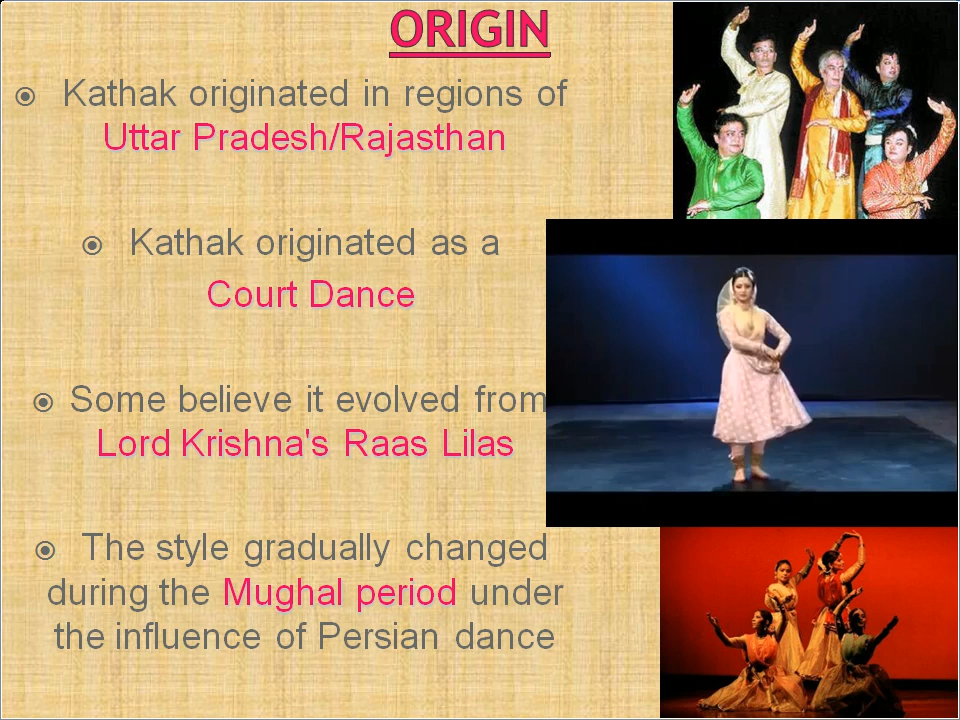 ORIGIN
Kathak originated in regions of
Uttar Pradesh/Rajasthan
Kathak originated as a
Court Dance
Some believe it evolved from
Lord Krishna's Raas Lilas
The style gradually changed
during the Mughal period under
the influence of Persian dance